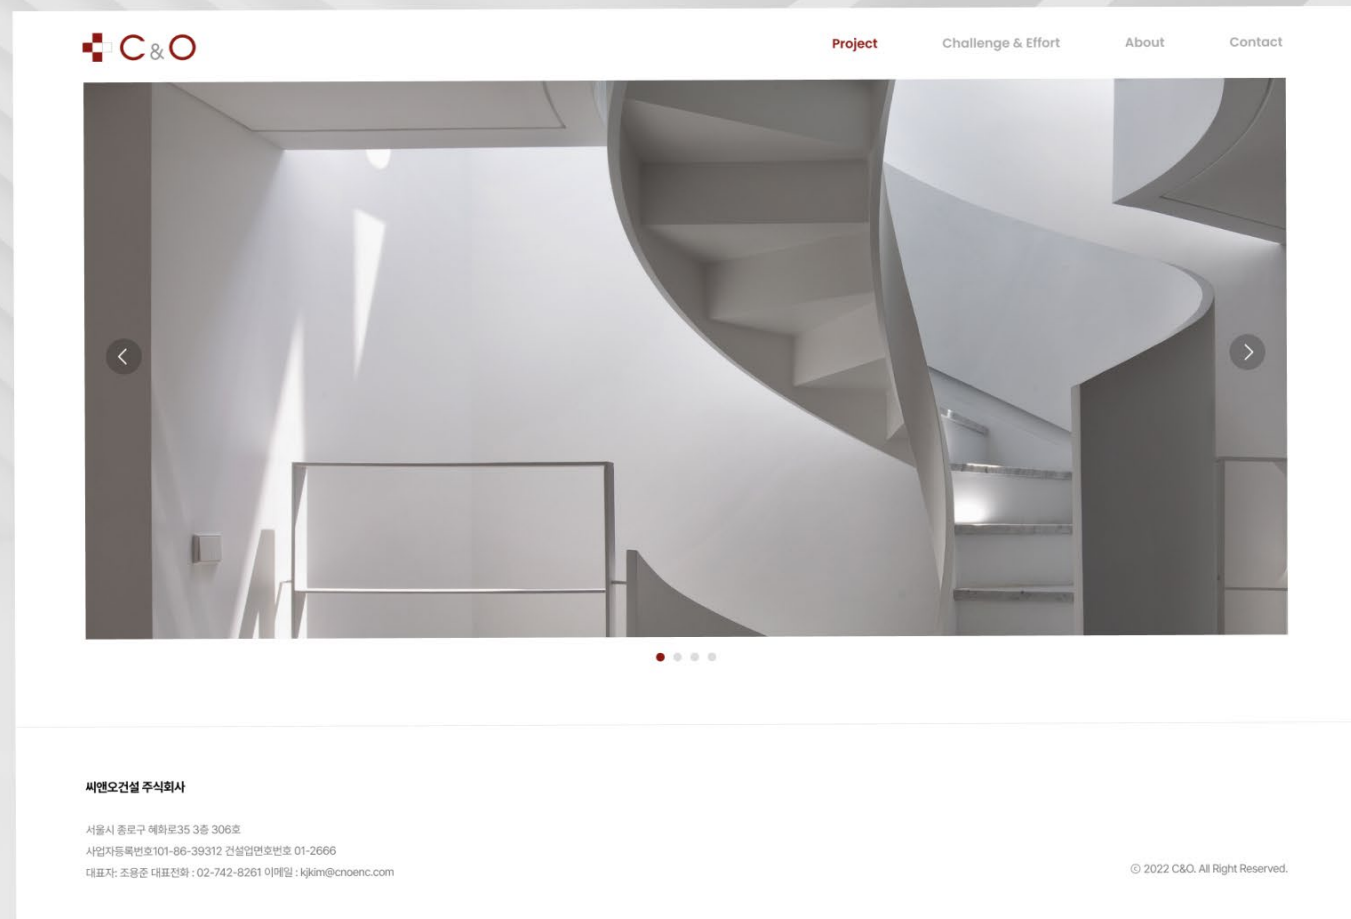 C&O
Project Challenge & Effort About Contact
씨앤오건설 주식회사
서울시 종로구 혜화로35 3층 306호
사업자등록번호101-86-39312 건설업면호번호 01-2666
대표자: 조용준 대표전화 : 02-742-8261 이메일 : kjkim@cnoenc.com
© 2022 C&O. All Right Reserved.